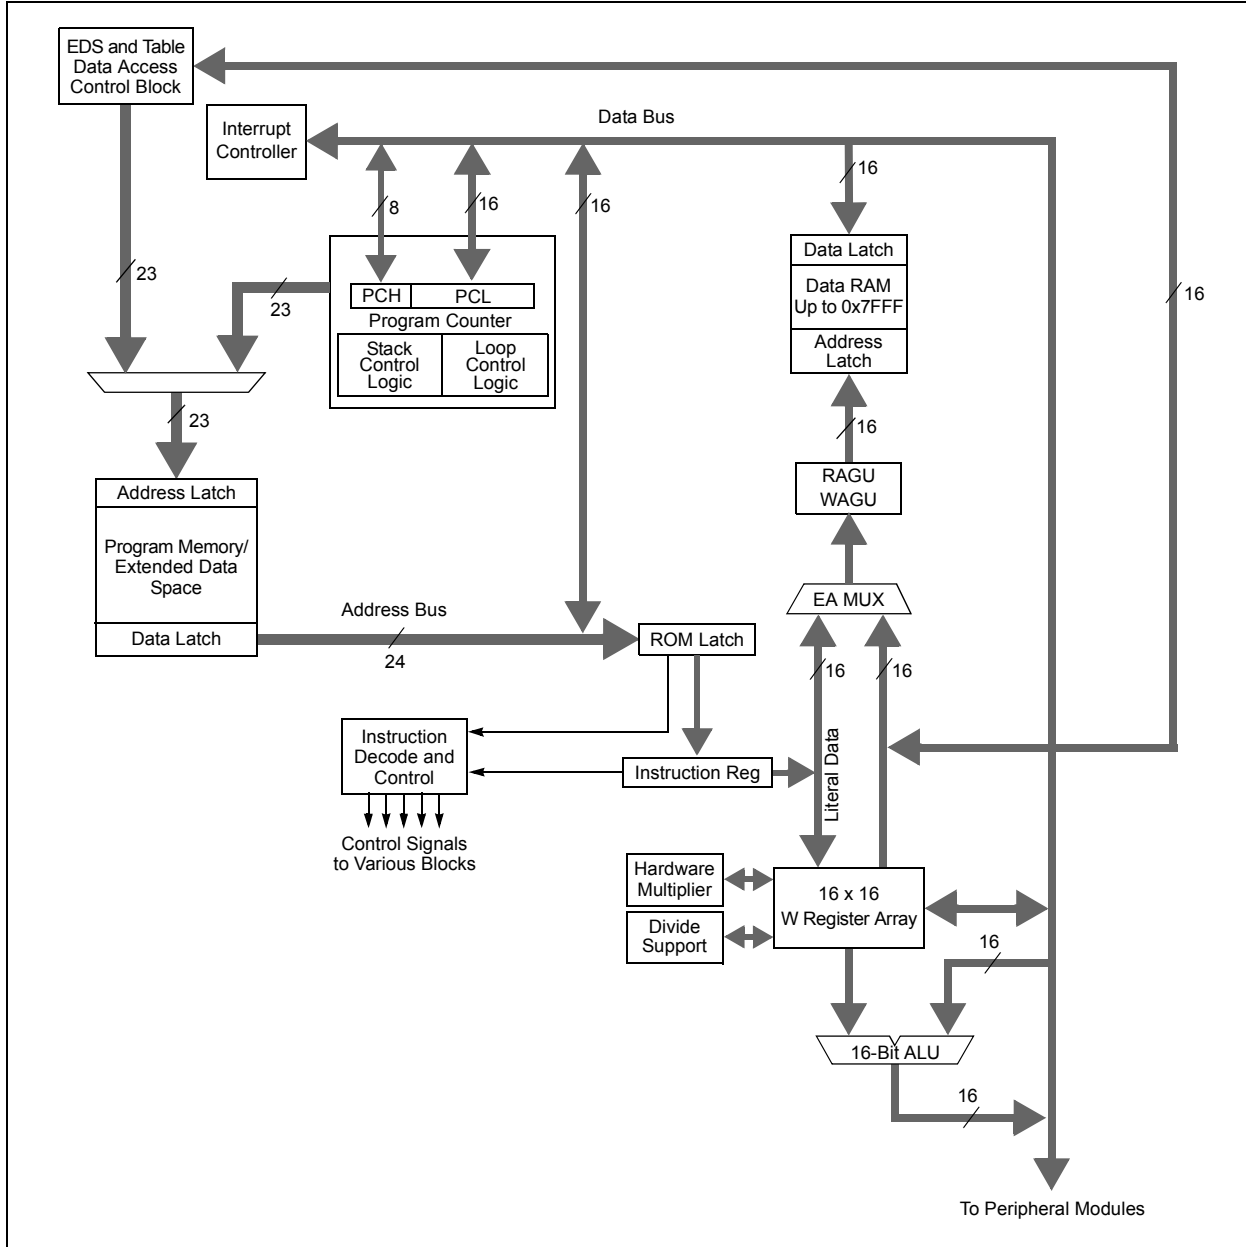 EDS and Table
Data Access
Control Block
Interrupt
Controller
Data Bus
16
8
16
16
23
23
16
PCH
PCL
Program Counter
Stack
Control
Logic
Loop
Control
Logic
Data Latch
Data RAM
Up to 0x7FFF
Address
Latch
23
16
RAGU
WAGU
Address Latch
Program Memory/
Extended Data
Space
Data Latch
Address Bus
24
EA MUX
ROM Latch
16
16
Instruction
Decode and
Control
Instruction Reg
Literal Data
Control Signals
to Various Blocks
Hardware
Multiplier
Divide
Support
16 x 16
W Register Array
16
16-Bit ALU
16
To Peripheral Modules